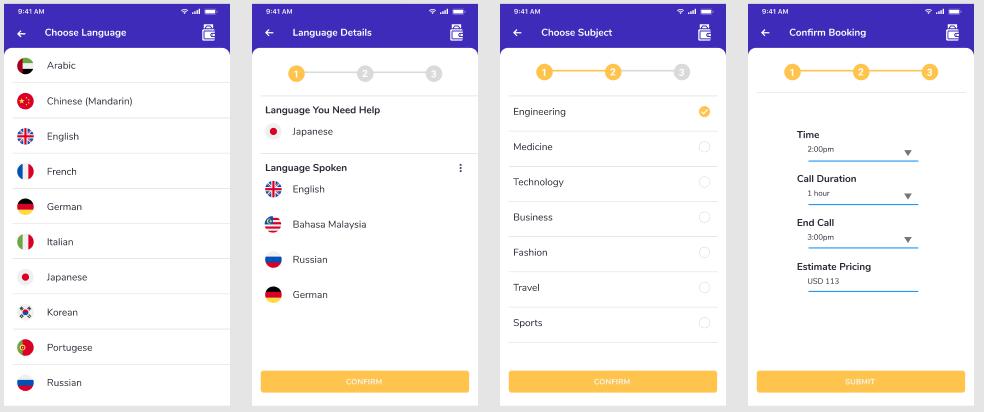 9:41 AM
Choose Language
Arabic
Chinese (Mandarin)
English
French
German
Italian
Japanese
Korean
Portugese
Russian
9:41 AM
Language Details
1 2 3
Language You Need Help
Japanese
Language Spoken
English
Bahasa Malaysia
Russian
German
CONFIRM
9:41 AM
Choose Subject
1 2 3
Engineering
Medicine
Technology
Business
Fashion
Travel
Sports
CONFIRM
9:41 AM
Confirm Booking
1 2 3
Time
2:00pm
Call Duration
1 hour
End Call
3:00pm
Estimate Pricing
USD 113
SUBMIT